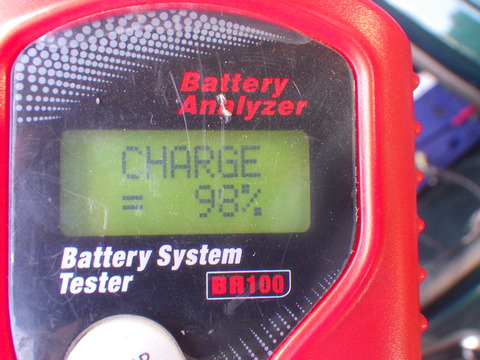 Battery
Analyzer
CHARGE
= 98%
Battery System
Tester
BR100